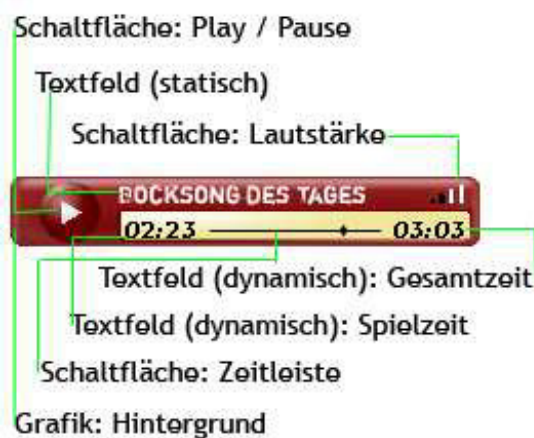 Schaltfläche: Play / Pause
Textfeld (statisch)
Schaltfläche: Lautstärke
ROCKSONG DES TAGES
02:23 03:03
Textfeld (dynamisch): Gesamtzeit
Textfeld (dynamisch): Spielzeit
Schaltfläche: Zeitleiste
Grafik: Hintergrund